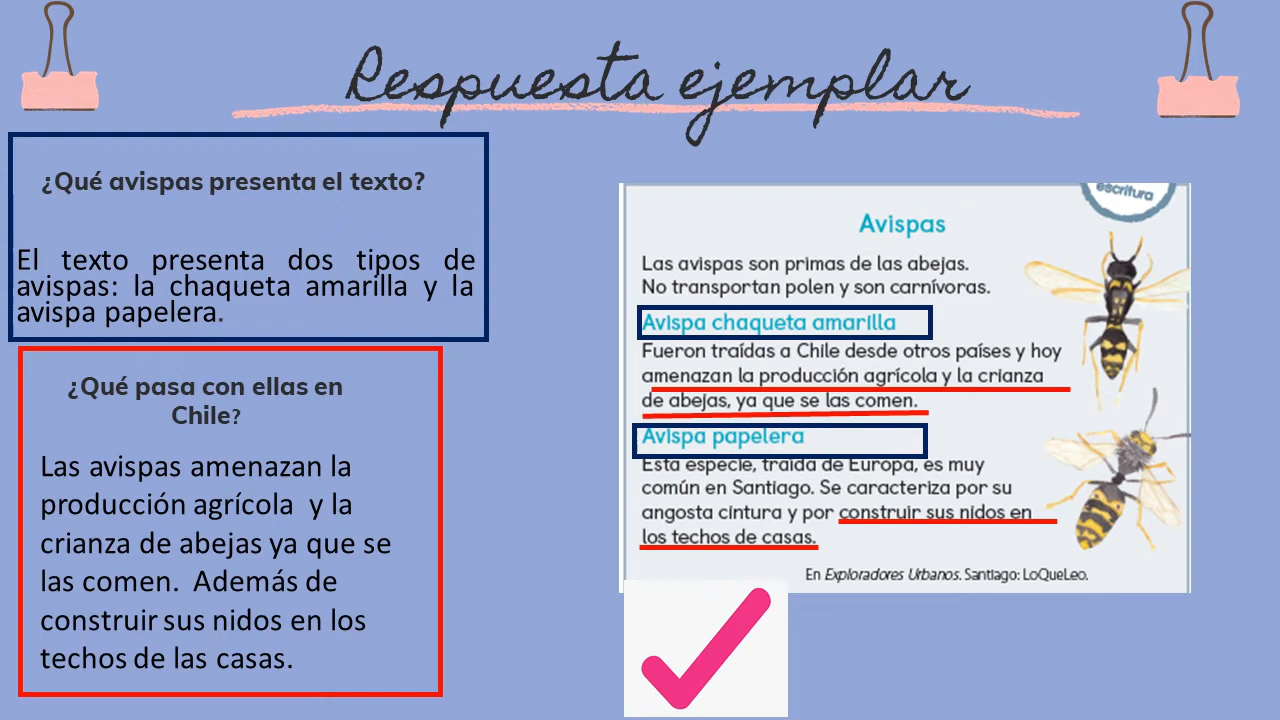 Respuesta ejemplar
¿Qué avispas presenta el texto?
El texto presenta dos tipos de
avispas: la chaqueta amarilla y la
avispa papelera.
¿Qué pasa con ellas en
Chile?
Las avispas amenazan la
producción agrícola y la
crianza de abejas ya que se
las comen. Además de
construir sus nidos en los
techos de las casas.
escritura
Avispas
Las avispas son primas de las abejas.
No transportan polen y son carnívoras.
Avispa chaqueta amarilla
Fueron traídas a Chile desde otros países y hoy
amenazan la producción agrícola y la crianza
de abejas, ya que se las comen.
Avispa papelera
Esta especie, traída de Europa, es muy
común en Santiago. Se caracteriza por su
angosta cintura y por construir sus nidos en
los techos de casas.
En Exploradores Urbanos. Santiago: LoQueLeo.